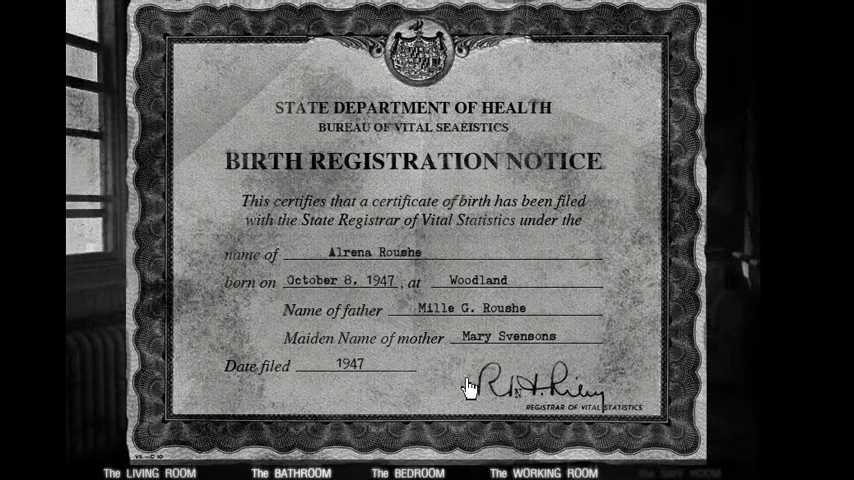 STATE DEPARTMENT OF HEALTH
BUREAU OF VITAL SEAEISTICS
BIRTH REGISTRATION NOTICE
This certifies that a certificate of birth has been filed
with the State Registrar of Vital Statistics under the
name of Alrena Roushe
born on October 8, 1947, at Woodland
Name of father Mille G. Roushe
Maiden Name of mother Mary Svensons
Date filed 1947
REGISTRAR OF VITAL STATISTICS
The LIVING ROOM The BATHROOM The BEDROOM The WORKING ROOM